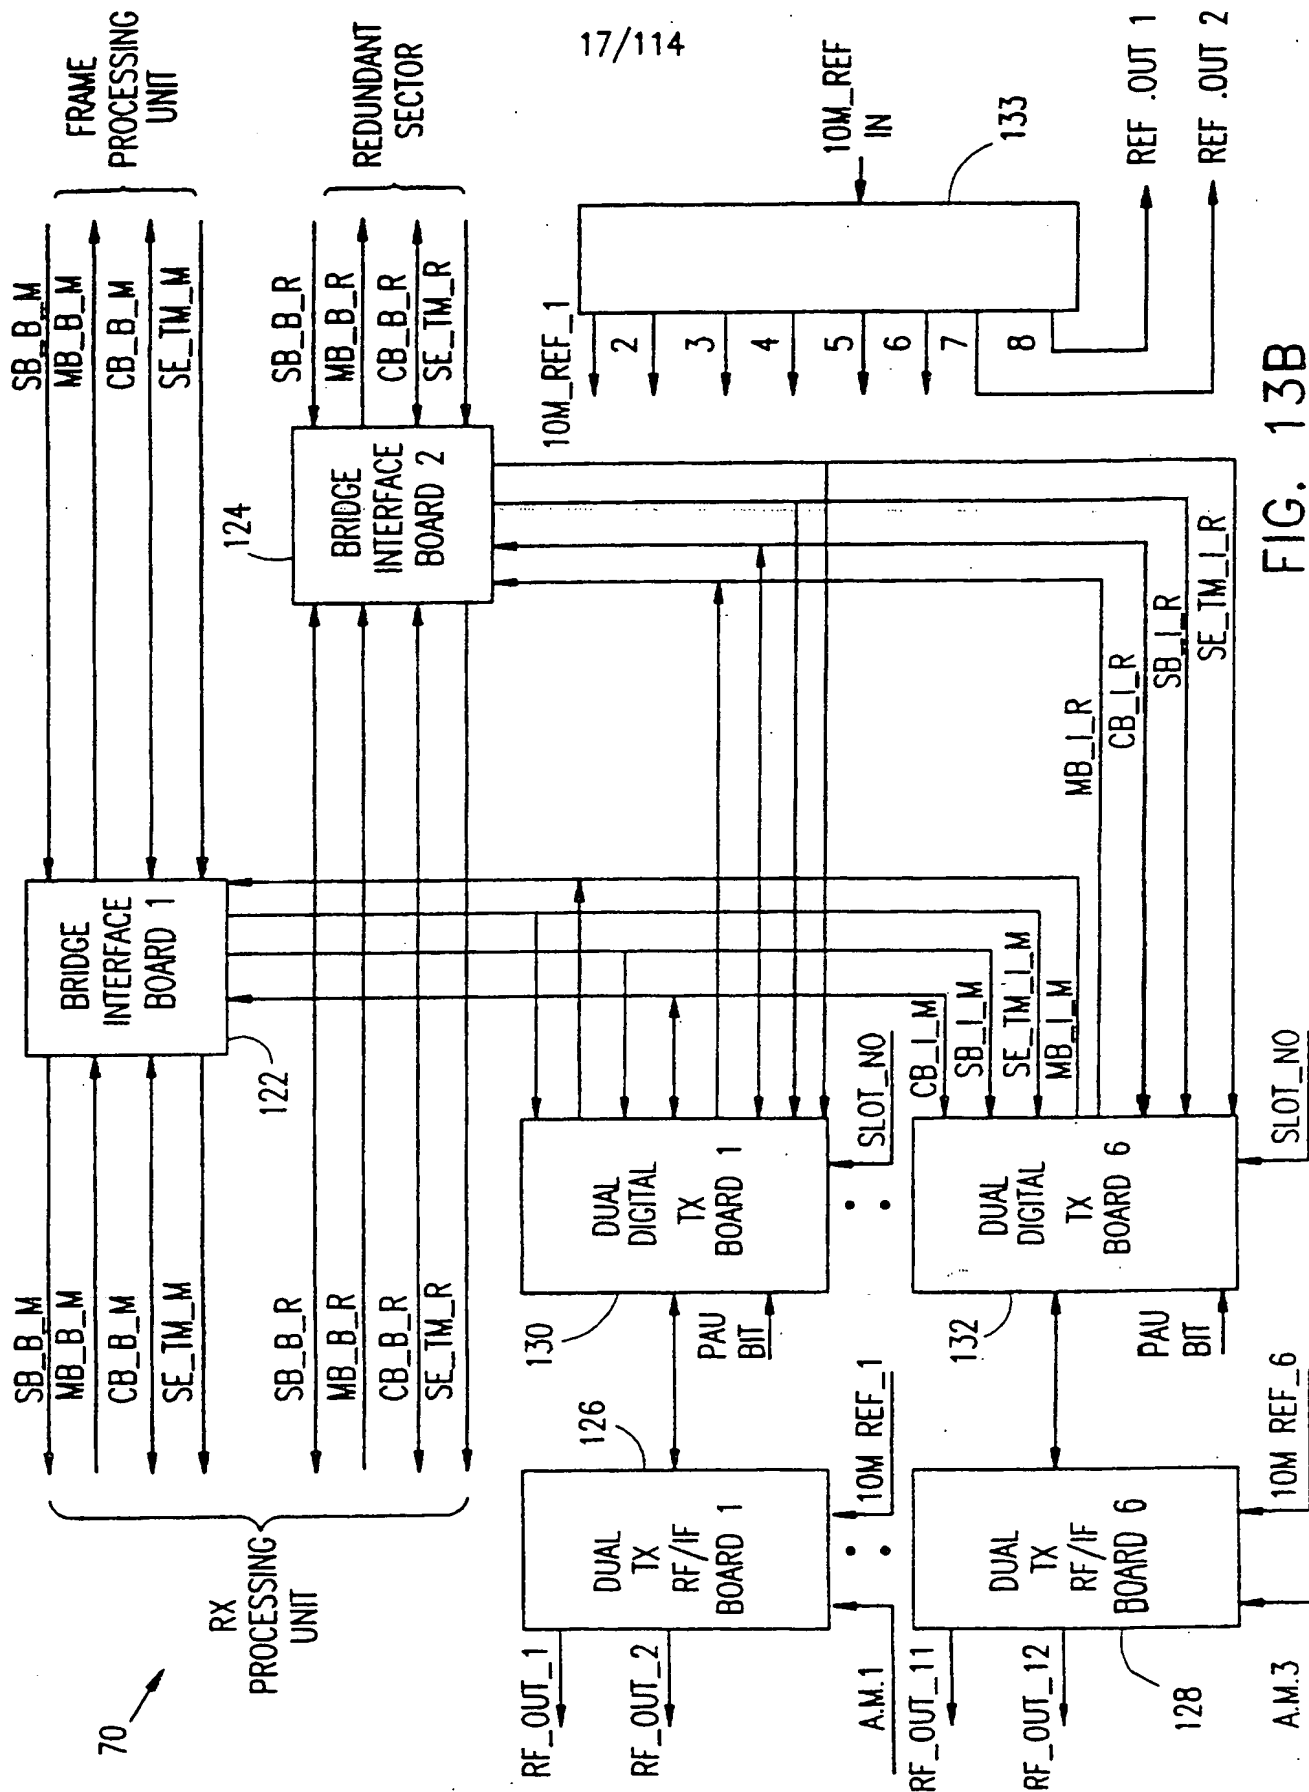 17/114
70
RX
PROCESSING
UNIT
SB_B_M
MB_B_M
CB_B_M
SE_TM_M
SB_B_R
MB_B_R
CB_B_R
SE_TM_R
BRIDGE
INTERFACE
BOARD 1
122
SB_B_M
MB_B_M
CB_B_M
SE_TM_M
FRAME
PROCESSING
UNIT
124
BRIDGE
INTERFACE
BOARD 2
SB_B_R
MB_B_R
CB_B_R
SE_TM_R
REDUNDANT
SECTOR
RF_OUT_1
RF_OUT_2
DUAL
TX
RF/IF
BOARD 1
126
A.M.1
10M REF_1
130
PAU
BIT
DUAL
DIGITAL
TX
BOARD 1
SLOT_NO
RF_OUT_11
RF_OUT_12
DUAL
TX
RF/IF
BOARD 6
128
A.M.3
10M REF_6
132
PAU
BIT
DUAL
DIGITAL
TX
BOARD 6
SLOT_NO
CB_I_M
SB_I_M
SE_TM_I_M
MB_I_M
MB_I_R
CB_I_R
SB_I_R
SE_TM_I_R
10M_REF_1
2
3
4
5
6
7
8
10M_REF
IN
133
REF .OUT 1
REF .OUT 2
FIG. 13B